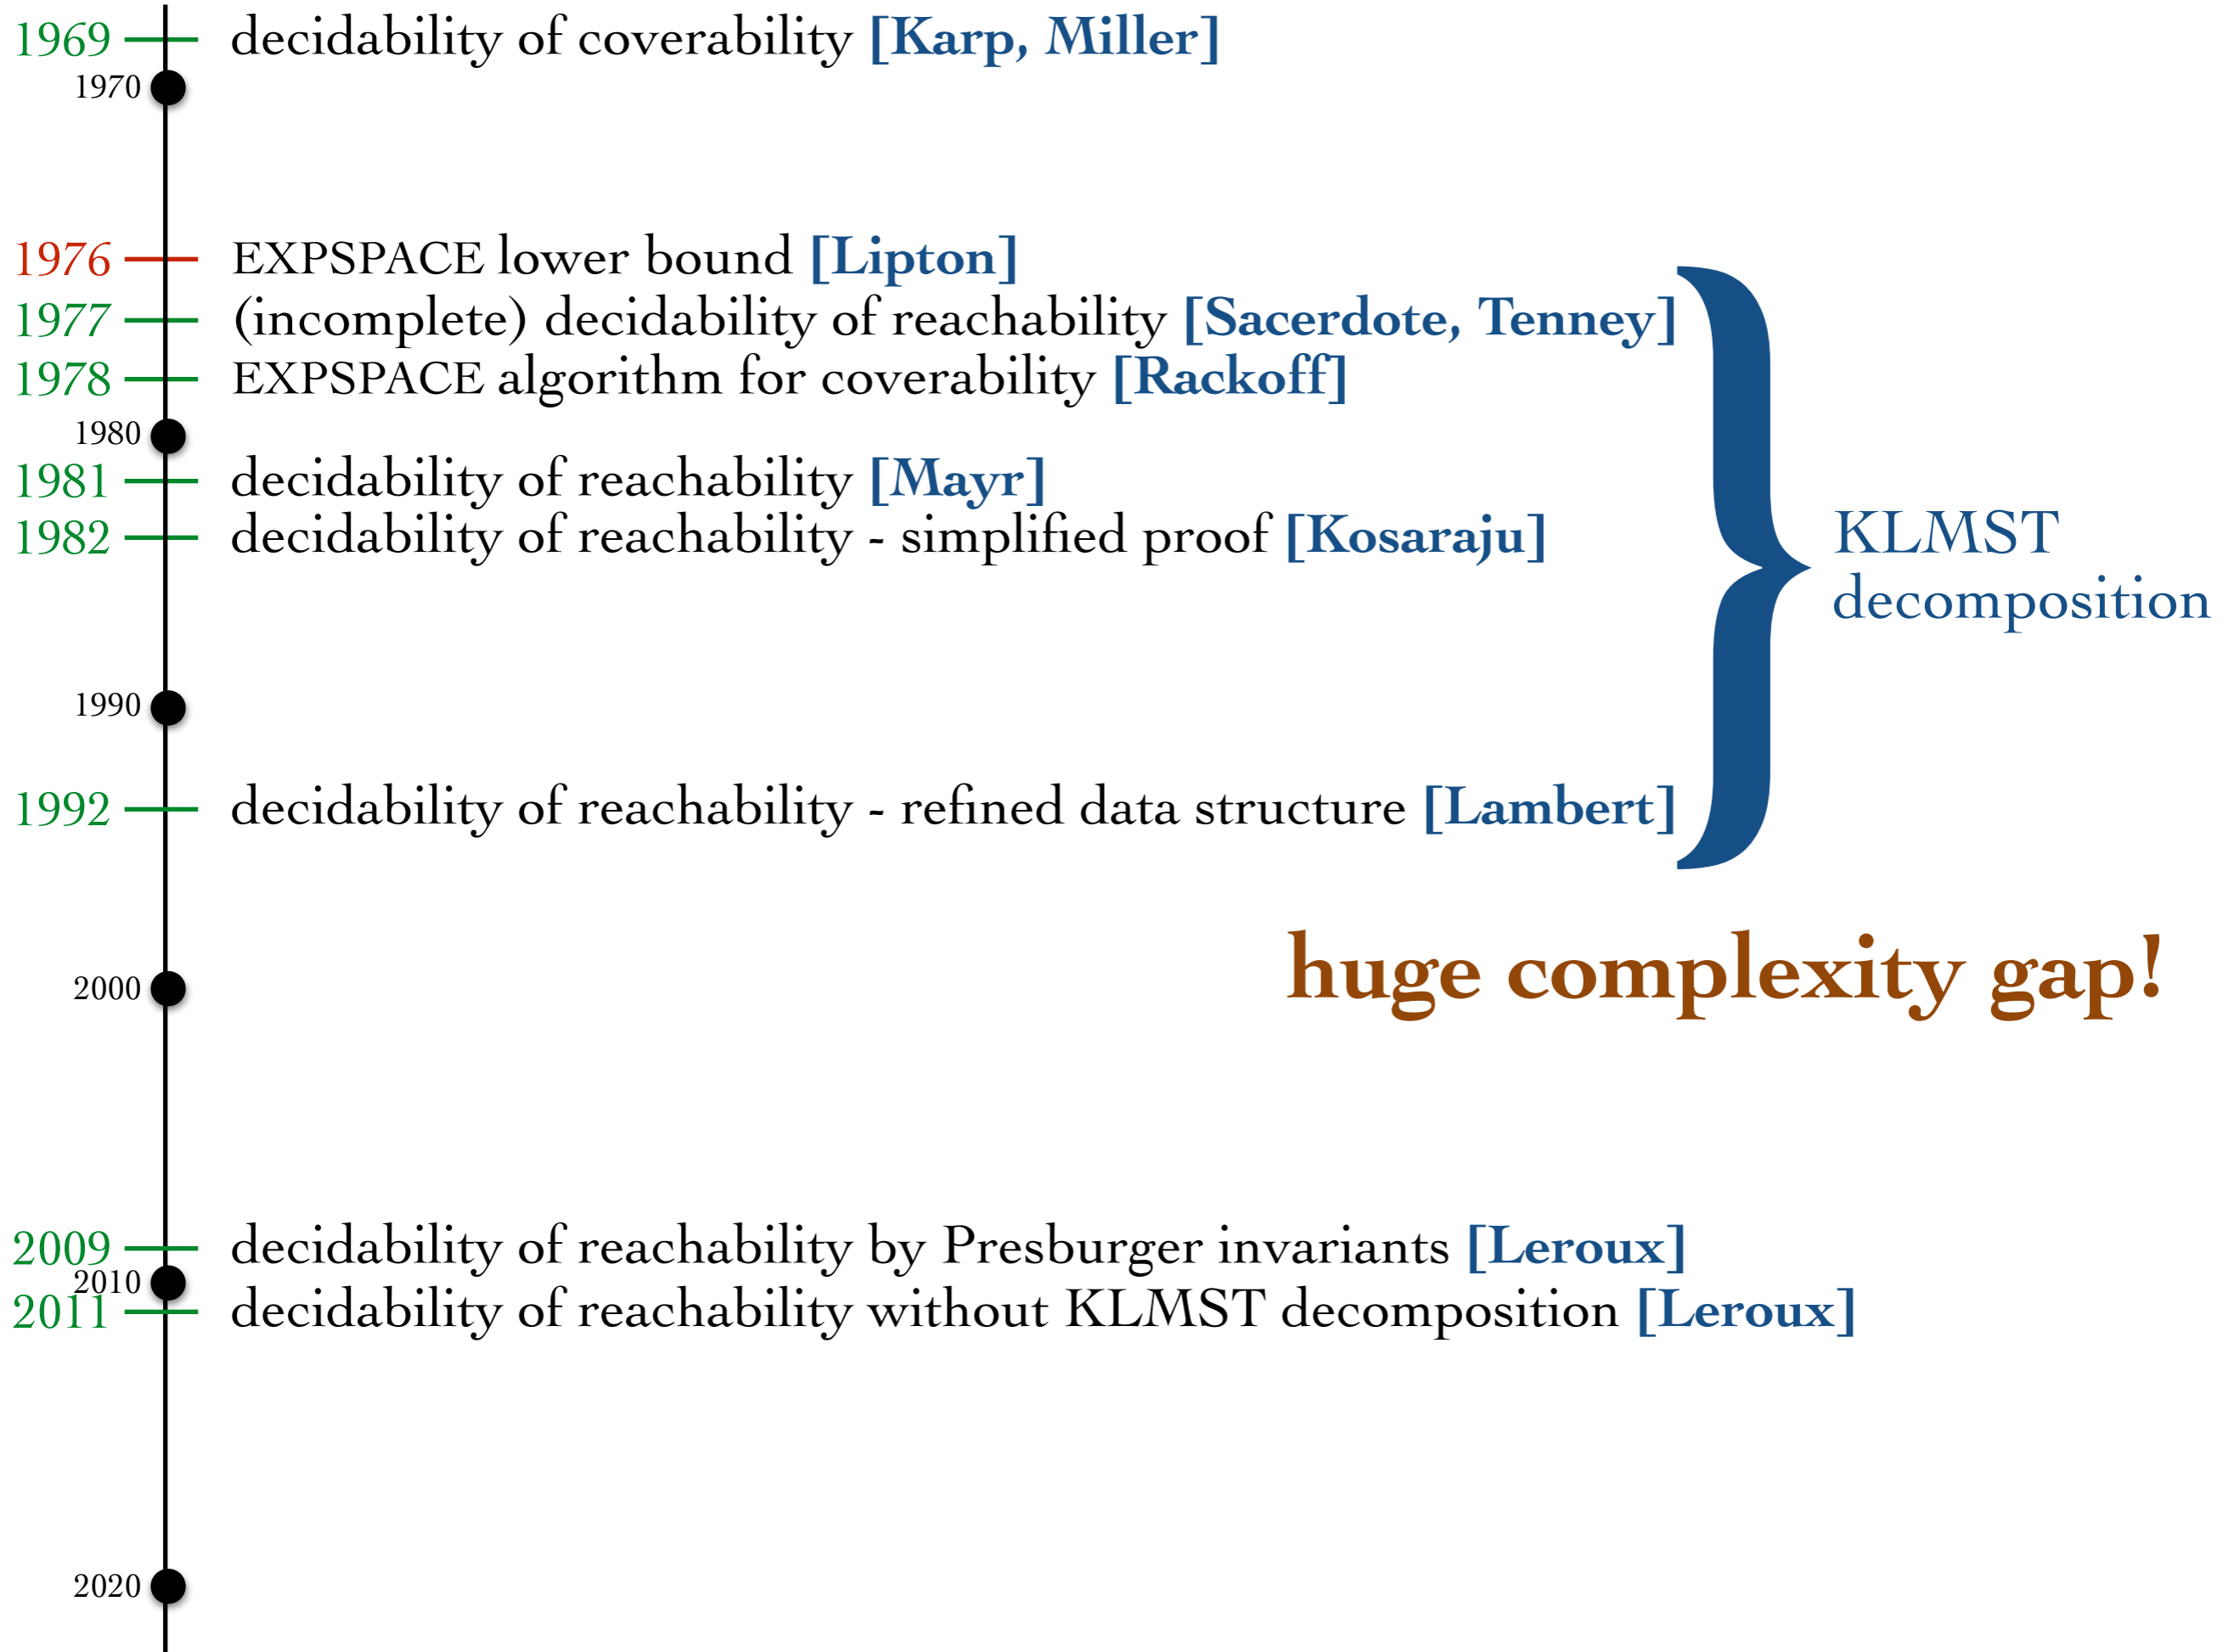 1969 decidability of coverability [Karp, Miller]
1970
1976 EXPSPACE lower bound [Lipton]
1977 (incomplete) decidability of reachability [Sacerdote, Tenney]
1978 EXPSPACE algorithm for coverability [Rackoff]
1980
1981 decidability of reachability [Mayr]
1982 decidability of reachability - simplified proof [Kosaraju]
KLMST
decomposition
1990
1992 decidability of reachability - refined data structure [Lambert]
huge complexity gap!
2000
2009 decidability of reachability by Presburger invariants [Leroux]
2010
2011 decidability of reachability without KLMST decomposition [Leroux]
2020